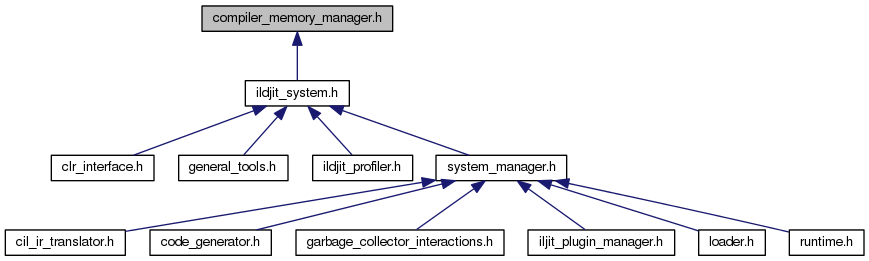 compiler_memory_manager.h
ildjit_system.h
clr_interface.h
general_tools.h
ildjit_profiler.h
system_manager.h
cil_ir_translator.h
code_generator.h
garbage_collector_interactions.h
iljit_plugin_manager.h
loader.h
runtime.h